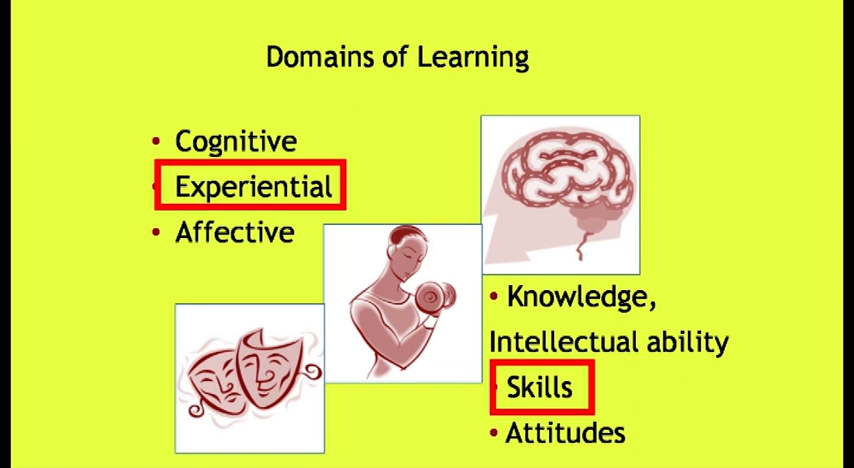 Domains of Learning
• Cognitive
• Experiential
• Affective
• Knowledge,
Intellectual ability
• Skills
• Attitudes